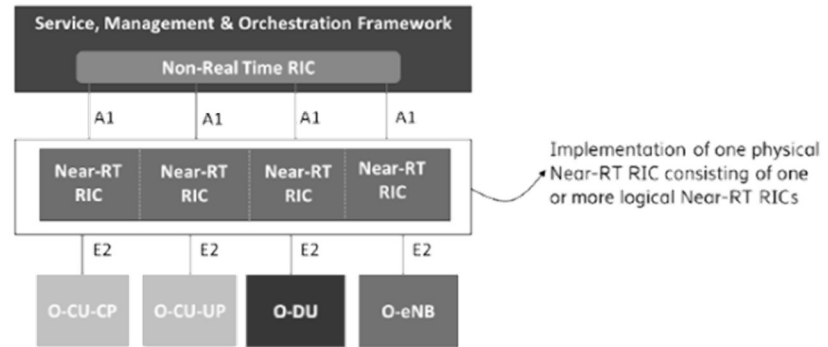 Service, Management & Orchestration Framework
Non-Real Time RIC
A1 A1 A1 A1
Near-RT RIC
Near-RT RIC
Near-RT RIC
Near-RT RIC
Implementation of one physical
Near-RT RIC consisting of one
or more logical Near-RT RICs
E2 E2 E2 E2
O-CU-CP O-CU-UP O-DU O-eNB